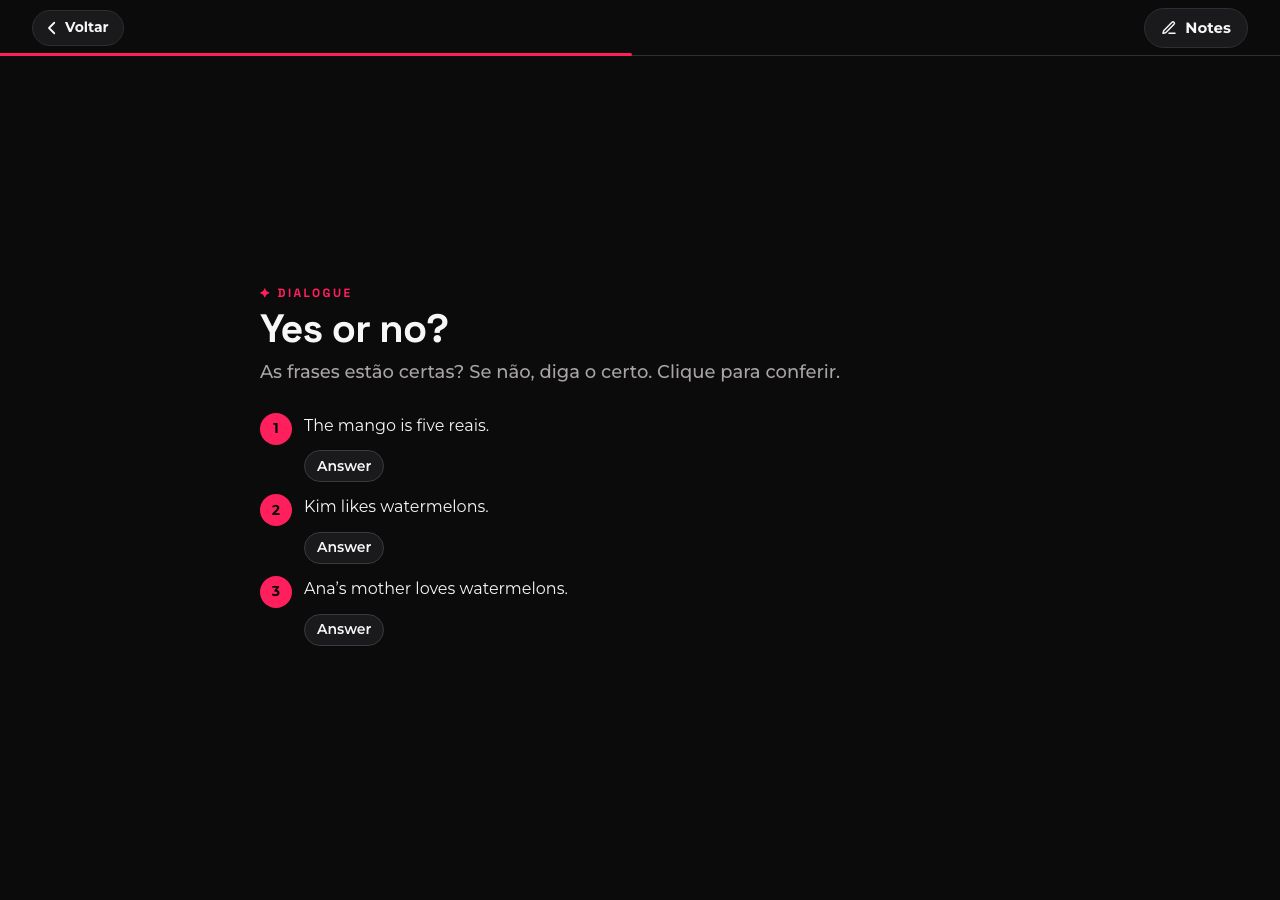 Voltar
Notes
DIALOGUE
Yes or no?
As frases estão certas? Se não, diga o certo. Clique para conferir.
1 The mango is five reais.
Answer
2 Kim likes watermelons.
Answer
3 Ana’s mother loves watermelons.
Answer